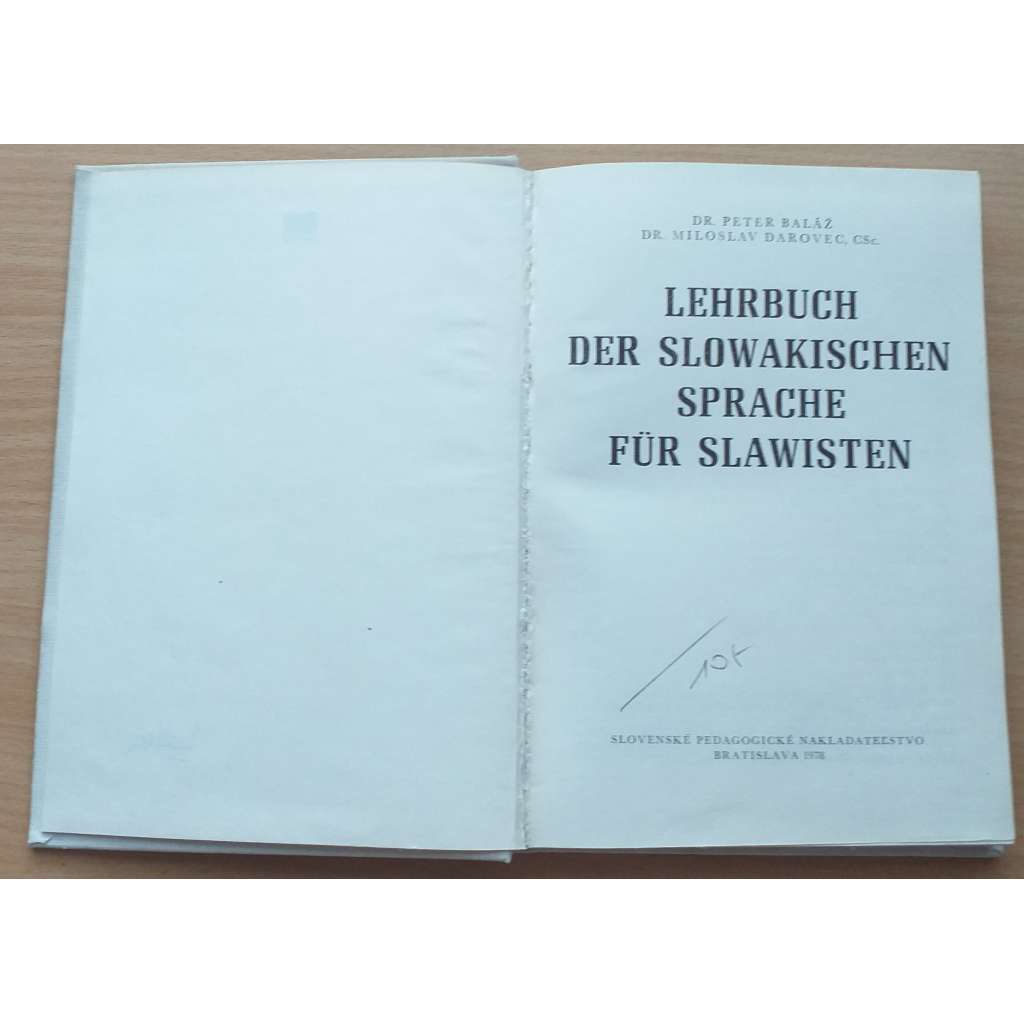 DR. PETER BALÁŽ
DR. MILOSLAV DAROVEC, CSc.
LEHRBUCH
DER SLOWAKISCHEN
SPRACHE
FÜR SLAWISTEN
SLOVENSKÉ PEDAGOGICKÉ NAKLADATEĽSTVO
BRATISLAVA 1978